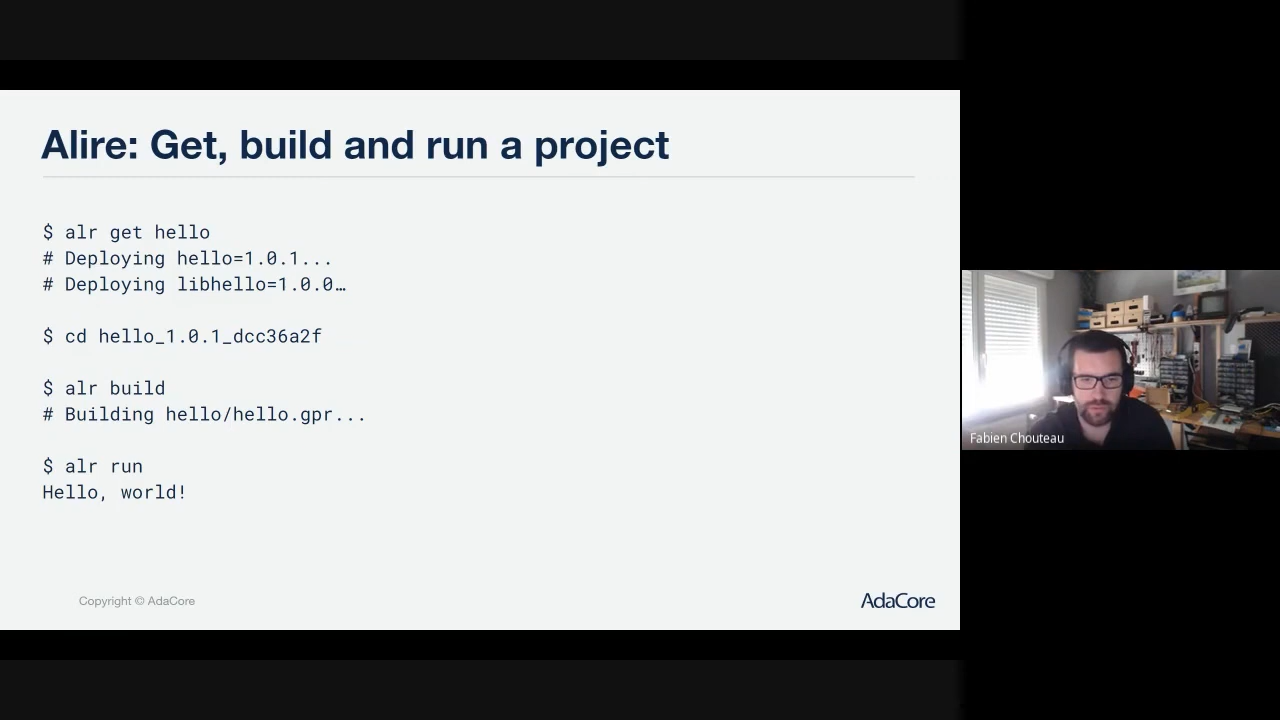 Alire: Get, build and run a project
$ alr get hello
# Deploying hello=1.0.1...
# Deploying libhello=1.0.0…
$ cd hello_1.0.1_dcc36a2f
$ alr build
# Building hello/hello.gpr...
$ alr run
Hello, world!
Copyright © AdaCore
AdaCore
Fabien Chouteau